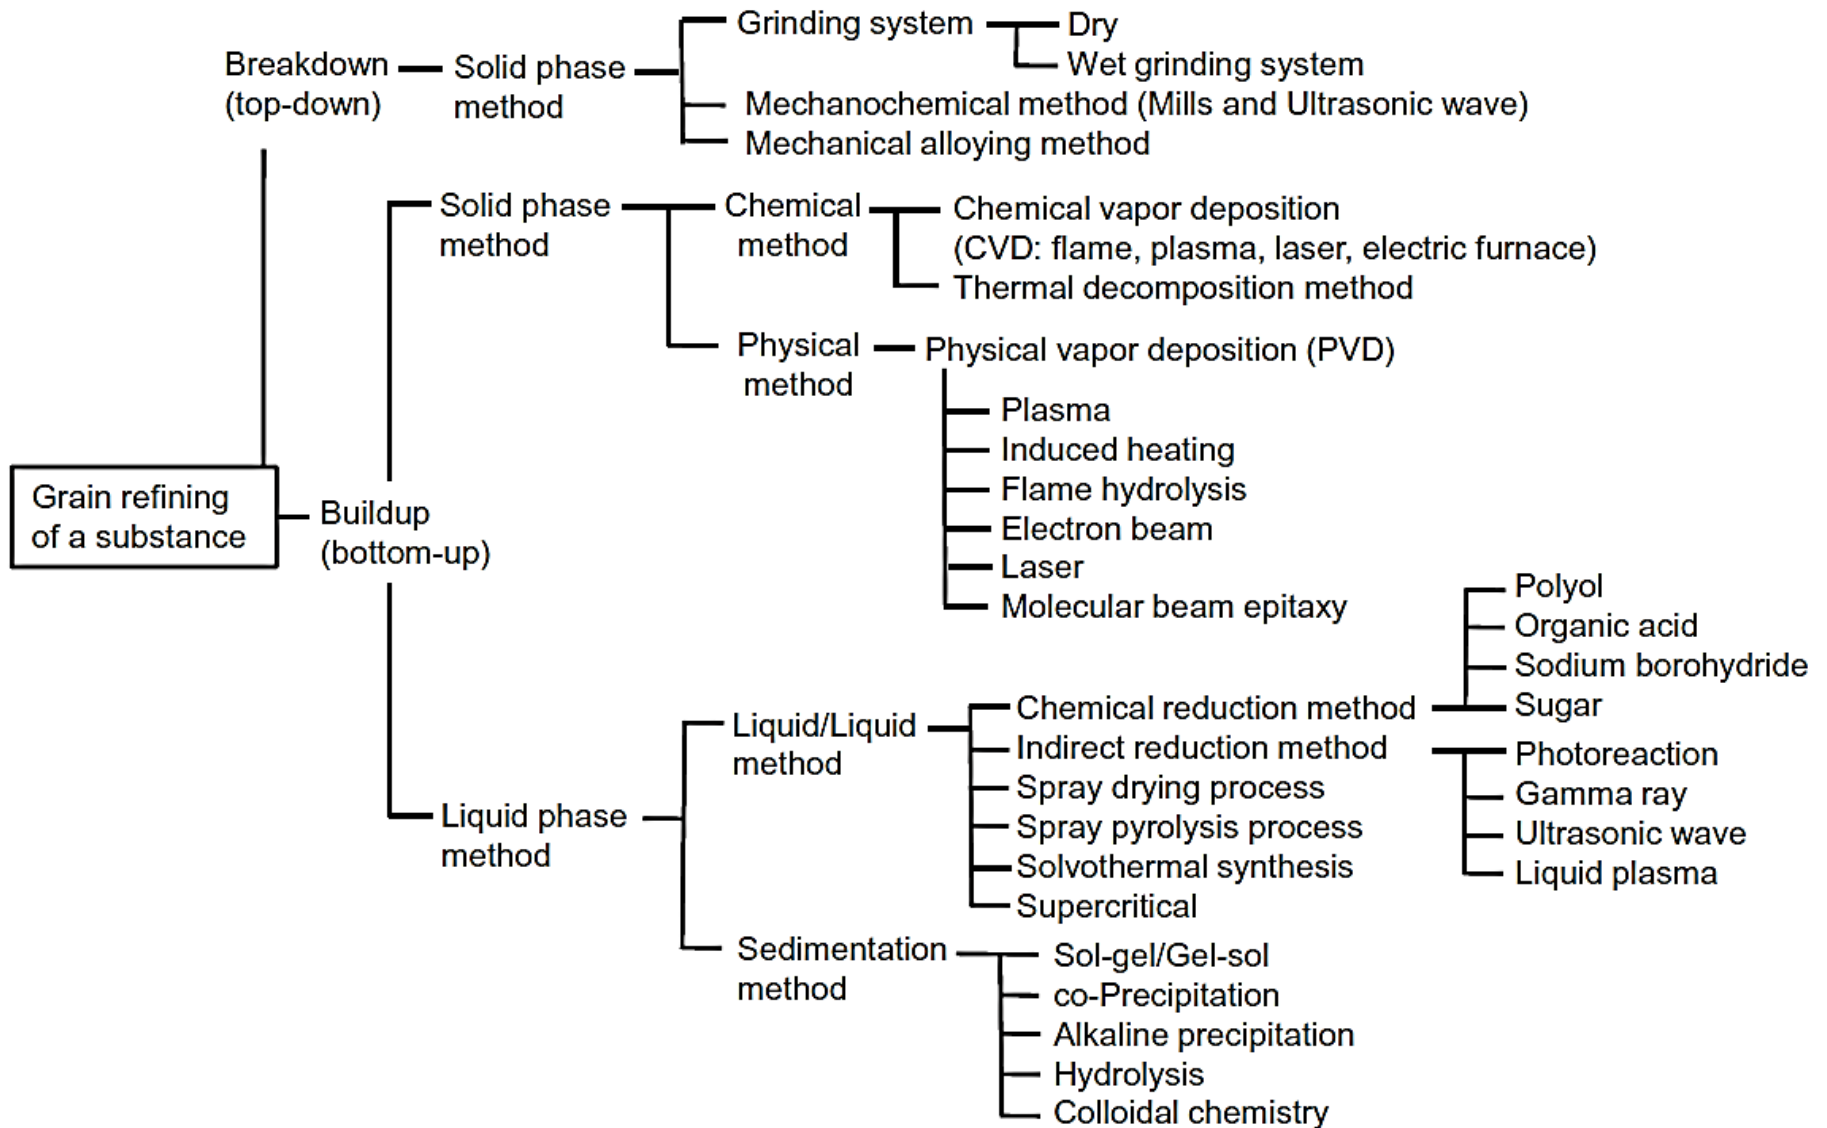 Grinding system
Dry
Wet grinding system
Breakdown
(top-down)
Solid phase
method
Mechanochemical method (Mills and Ultrasonic wave)
Mechanical alloying method
Solid phase
method
Chemical
method
Chemical vapor deposition
(CVD: flame, plasma, laser, electric furnace)
Thermal decomposition method
Physical
method
Physical vapor deposition (PVD)
Plasma
Induced heating
Flame hydrolysis
Electron beam
Laser
Molecular beam epitaxy
Grain refining
of a substance
Buildup
(bottom-up)
Liquid phase
method
Liquid/Liquid
method
Chemical reduction method
Indirect reduction method
Spray drying process
Spray pyrolysis process
Solvothermal synthesis
Supercritical
Polyol
Organic acid
Sodium borohydride
Sugar
Photoreaction
Gamma ray
Ultrasonic wave
Liquid plasma
Sedimentation
method
Sol-gel/Gel-sol
co-Precipitation
Alkaline precipitation
Hydrolysis
Colloidal chemistry